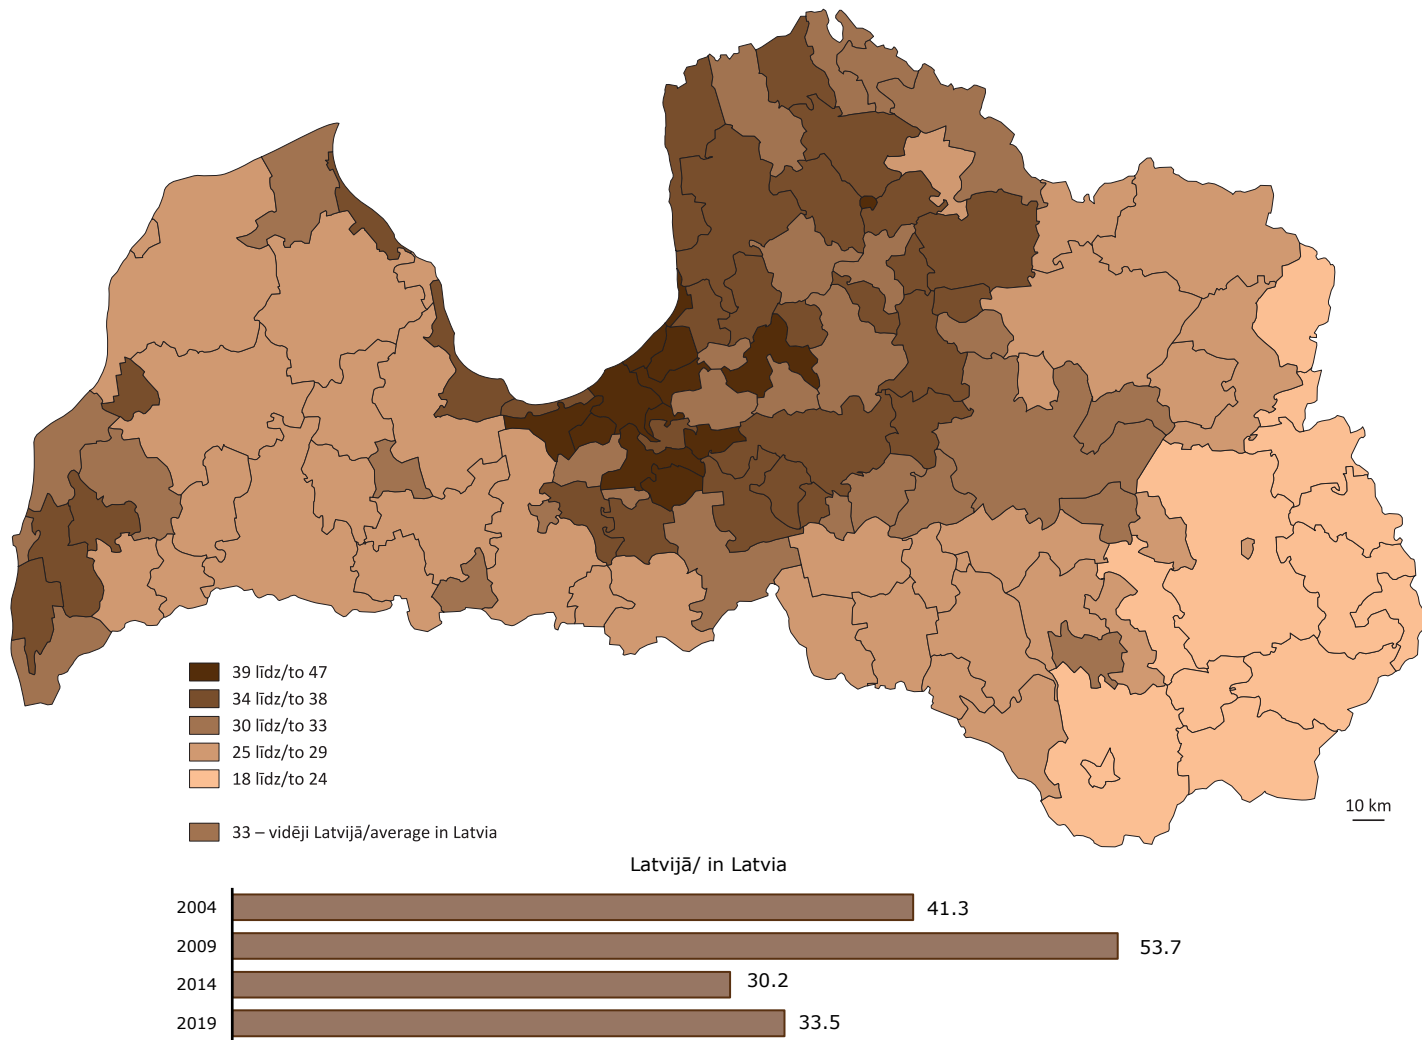 39 līdz/to 47
34 līdz/to 38
30 līdz/to 33
25 līdz/to 29
18 līdz/to 24
10 km
33 – vidēji Latvijā/average in Latvia
Latvijā/ in Latvia
2004 41.3
2009 53.7
2014 30.2
2019 33.5